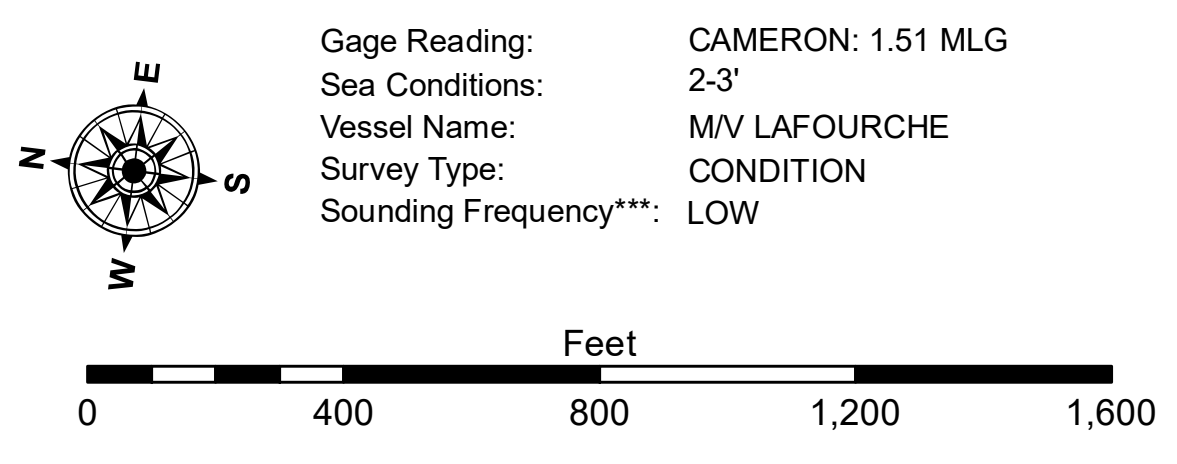 E
N
S
W
Gage Reading: CAMERON: 1.51 MLG
Sea Conditions: 2-3'
Vessel Name: M/V LAFOURCHE
Survey Type: CONDITION
Sounding Frequency***: LOW
Feet
0 400 800 1,200 1,600